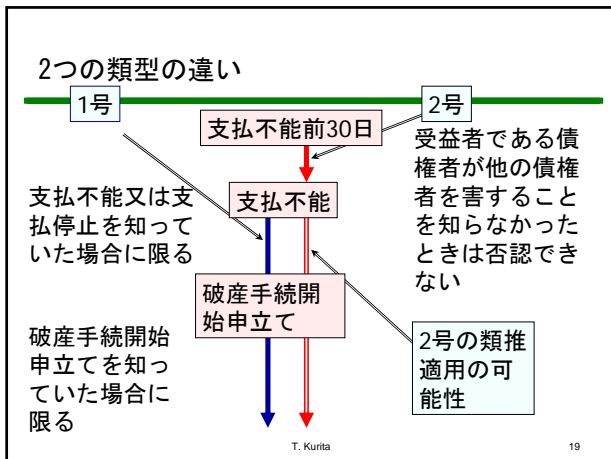 2つの類型の違い
1号
2号
支払不能前30日
受益者である債
権者が他の債権
者を害すること
を知らなかった
ときは否認でき
ない
支払不能又は支
払停止を知って
いた場合に限る
支払不能
破産手続開
始申立て
破産手続開始
申立てを知っ
ていた場合に
限る
2号の類推
適用の可
能性
T. Kurita
19